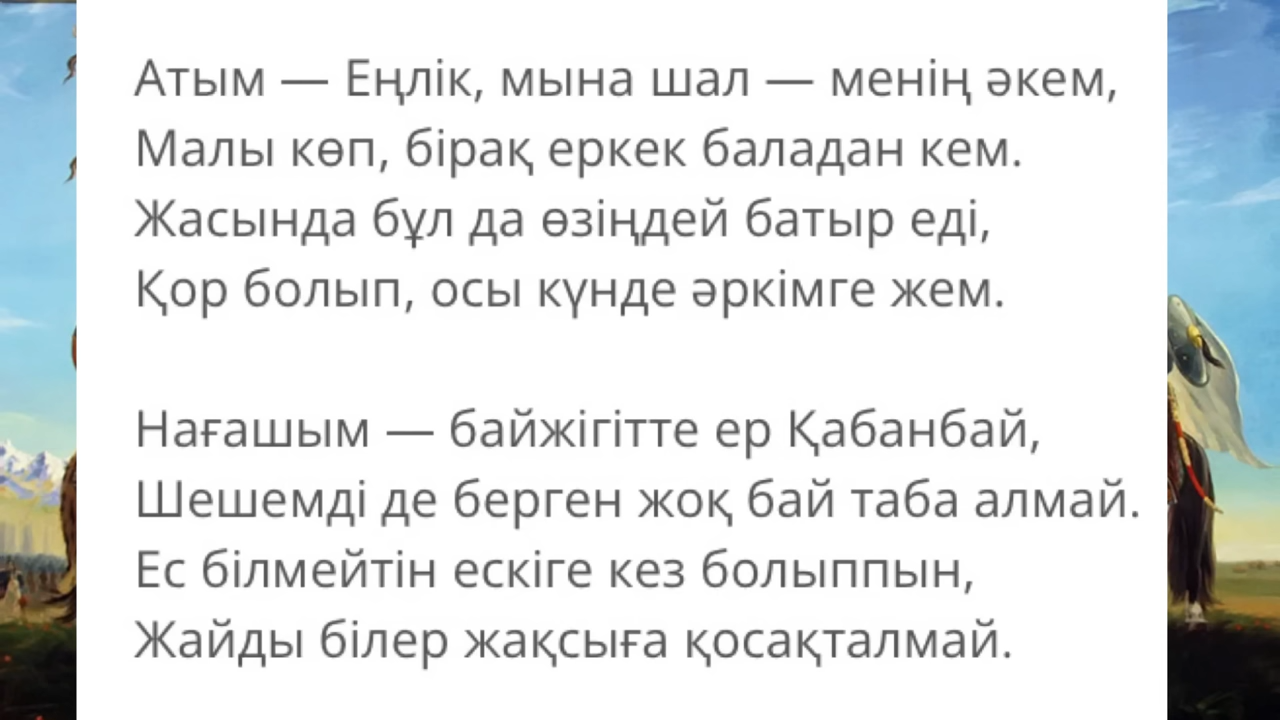 Атым — Еңлік, мына шал — менің әкем,
Малы көп, бірақ еркек баладан кем.
Жасында бұл да өзіңдей батыр еді,
Қор болып, осы күнде әркімге жем.
Нағашым — байжігітте ер Қабанбай,
Шешемді де берген жоқ бай таба алмай.
Ес білмейтін ескіге кез болыппын,
Жайды білер жақсыға қосақталмай.